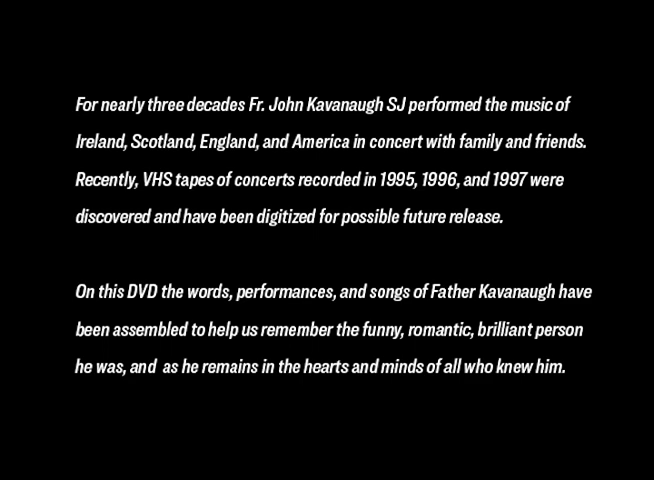 For nearly three decades Fr. John Kavanaugh SJ performed the music of
Ireland, Scotland, England, and America in concert with family and friends.
Recently, VHS tapes of concerts recorded in 1995, 1996, and 1997 were
discovered and have been digitized for possible future release.
On this DVD the words, performances, and songs of Father Kavanaugh have
been assembled to help us remember the funny, romantic, brilliant person
he was, and  as he remains in the hearts and minds of all who knew him.